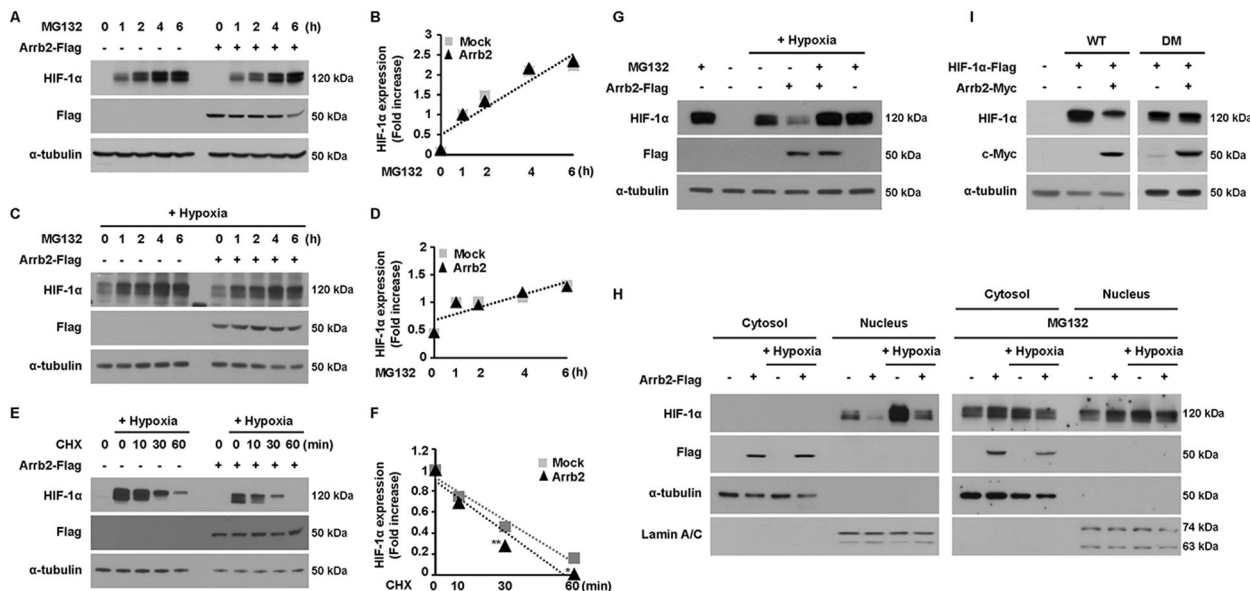 A
MG132 0 1 2 4 6 0 1 2 4 6 (h)
Arrb2-Flag - - - - - + + + + +
HIF-1α 120 kDa
Flag 50 kDa
α-tubulin 50 kDa
B
HIF-1α expression
(Fold increase)
3
2.5
2
1.5
1
0.5
0
Mock
Arrb2
MG132 0 1 2 4 6 (h)
C
+ Hypoxia
MG132 0 1 2 4 6 0 1 2 4 6 (h)
Arrb2-Flag - - - - - + + + + +
HIF-1α 120 kDa
Flag 50 kDa
α-tubulin 50 kDa
D
HIF-1α expression
(Fold increase)
2
1.5
1
0.5
0
Mock
Arrb2
MG132 0 1 2 4 6 (h)
E
+ Hypoxia + Hypoxia
CHX 0 0 10 30 60 0 0 10 30 60 (min)
Arrb2-Flag - - - - - + + + + +
HIF-1α 120 kDa
Flag 50 kDa
α-tubulin 50 kDa
F
HIF-1α expression
(Fold increase)
1.2
1
0.8
0.6
0.4
0.2
0
Mock
Arrb2
**
*
CHX 0 10 30 60 (min)
G
+ Hypoxia
MG132 + - - - + +
Arrb2-Flag - - - + + -
HIF-1α 120 kDa
Flag 50 kDa
α-tubulin 50 kDa
I
WT DM
HIF-1α-Flag - + + + +
Arrb2-Myc - - + - +
HIF-1α 120 kDa
c-Myc 50 kDa
α-tubulin 50 kDa
H
Cytosol Nucleus
Cytosol Nucleus MG132
+ Hypoxia + Hypoxia + Hypoxia + Hypoxia
Arrb2-Flag - + - + - + - + - + - + - + - +
HIF-1α 120 kDa
Flag 50 kDa
α-tubulin 50 kDa
Lamin A/C 74 kDa
63 kDa